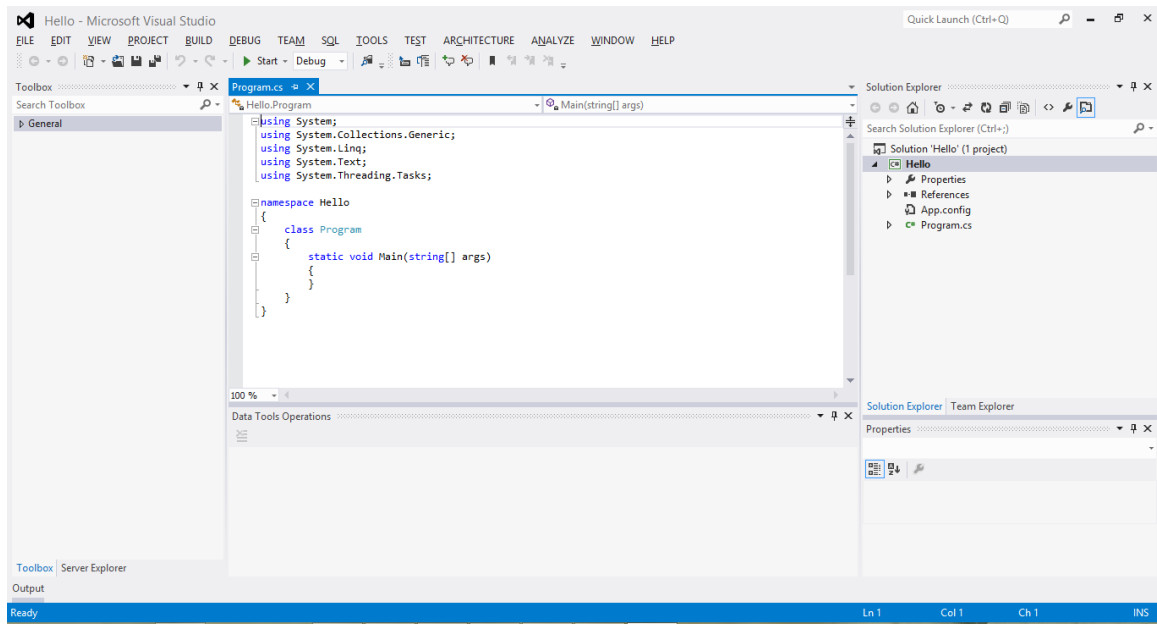 Hello - Microsoft Visual Studio
Quick Launch (Ctrl+Q)
FILE EDIT VIEW PROJECT BUILD DEBUG TEAM SQL TOOLS TEST ARCHITECTURE ANALYZE WINDOW HELP
Start Debug
Toolbox
Search Toolbox
General
Program.cs
Hello.Program
Main(string[] args)
using System;
using System.Collections.Generic;
using System.Linq;
using System.Text;
using System.Threading.Tasks;
namespace Hello
{
class Program
{
static void Main(string[] args)
{
}
}
}
100 %
Data Tools Operations
Solution Explorer
Search Solution Explorer (Ctrl+;)
Solution 'Hello' (1 project)
C# Hello
Properties
References
App.config
C# Program.cs
Solution Explorer Team Explorer
Properties
Toolbox Server Explorer
Output
Ready Ln 1 Col 1 Ch 1 INS